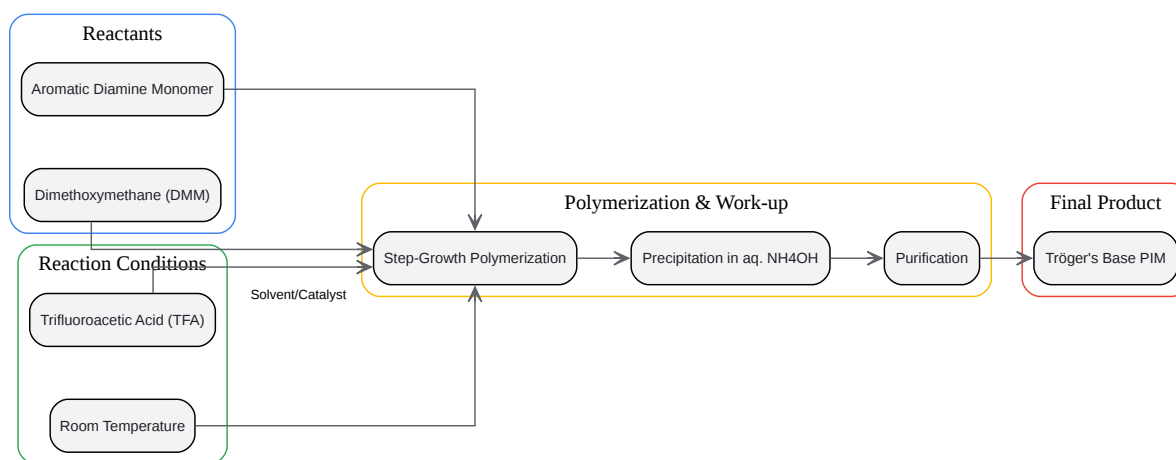 Reactants
Aromatic Diamine Monomer
Dimethoxymethane (DMM)
Reaction Conditions
Trifluoroacetic Acid (TFA)
Room Temperature
Solvent/Catalyst
Polymerization & Work-up
Step-Growth Polymerization
Precipitation in aq. NH4OH
Purification
Final Product
Tröger's Base PIM